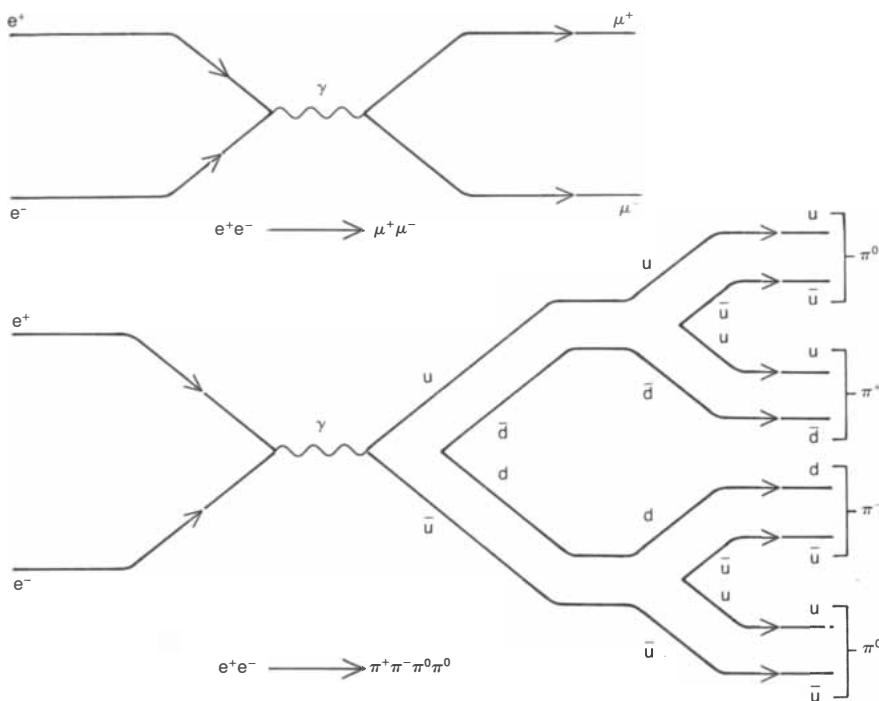 e⁺
μ⁺
γ
e⁻
μ⁻
e⁺e⁻ μ⁺μ⁻
u
u
π⁰
ū
u
ū
e⁺
u
π⁺
u
d̄
γ
d̄
d̄
d
d
d
π⁻
ū
ū
ū
e⁻
u
u
π⁰
e⁺e⁻ π⁺π⁻π⁰π⁰
ū
ū